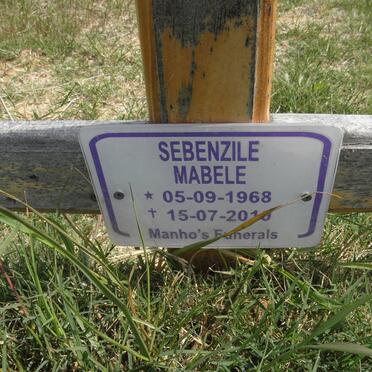 SEBENZILE
MABELE
★ 05-09-1968
✝ 15-07-2010
Manho's Funerals